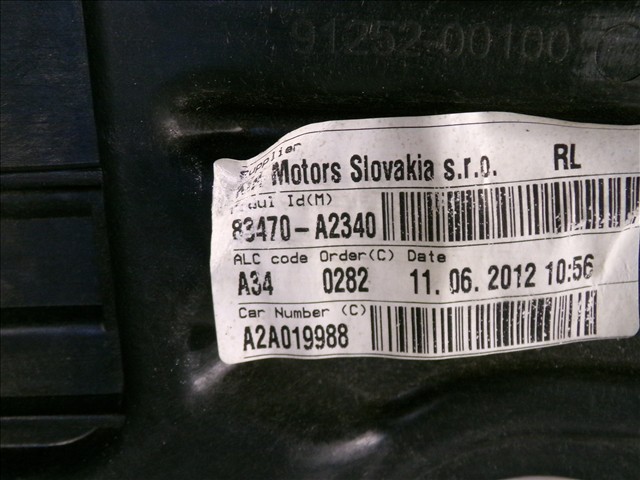 91252-00100
Supplier
Motors Slovakia s.r.o. RL
Id(M)
83470-A2340
ALC code Order(C) Date
A34 0282 11.06.2012 10:56
Car Number (C)
A2A019988